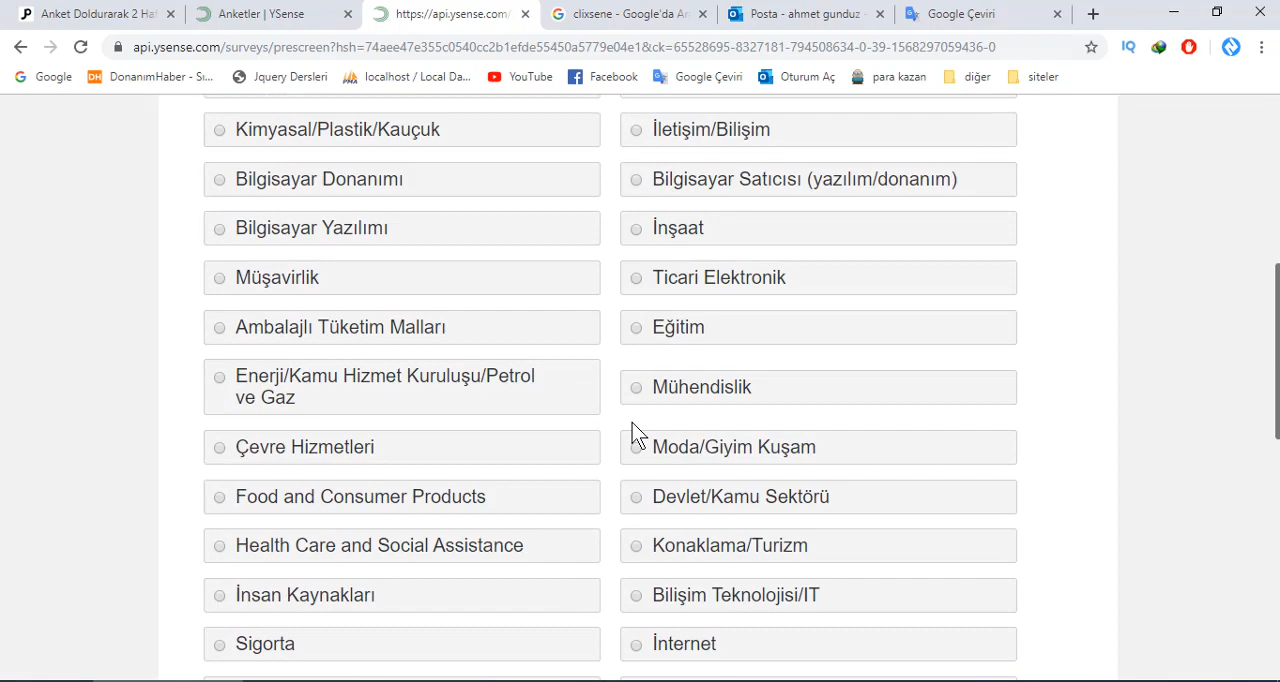 Anket Doldurarak 2 Ha
Anketler | YSense
https://api.ysense.com/
clixsene - Google'da Ar
Posta - ahmet gunduz -
Google Çeviri
api.ysense.com/surveys/prescreen?hsh=74aee47e355c0540cc2b1efde55450a5779e04e1&ck=65528695-8327181-794508634-0-39-1568297059436-0
Google
DonanımHaber - Sı...
Jquery Dersleri
localhost / Local Da...
YouTube
Facebook
Google Çeviri
Oturum Aç
para kazan
diğer
siteler
Kimyasal/Plastik/Kauçuk
İletişim/Bilişim
Bilgisayar Donanımı
Bilgisayar Satıcısı (yazılım/donanım)
Bilgisayar Yazılımı
İnşaat
Müşavirlik
Ticari Elektronik
Ambalajlı Tüketim Malları
Eğitim
Enerji/Kamu Hizmet Kuruluşu/Petrol
ve Gaz
Mühendislik
Çevre Hizmetleri
Moda/Giyim Kuşam
Food and Consumer Products
Devlet/Kamu Sektörü
Health Care and Social Assistance
Konaklama/Turizm
İnsan Kaynakları
Bilişim Teknolojisi/IT
Sigorta
İnternet